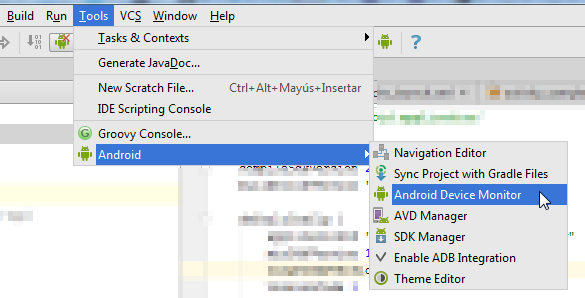 Build Run Tools VCS Window Help
Tasks & Contexts
Generate JavaDoc...
New Scratch File... Ctrl+Alt+Mayús+Insertar
IDE Scripting Console
Groovy Console...
Android
Navigation Editor
Sync Project with Gradle Files
Android Device Monitor
AVD Manager
SDK Manager
Enable ADB Integration
Theme Editor